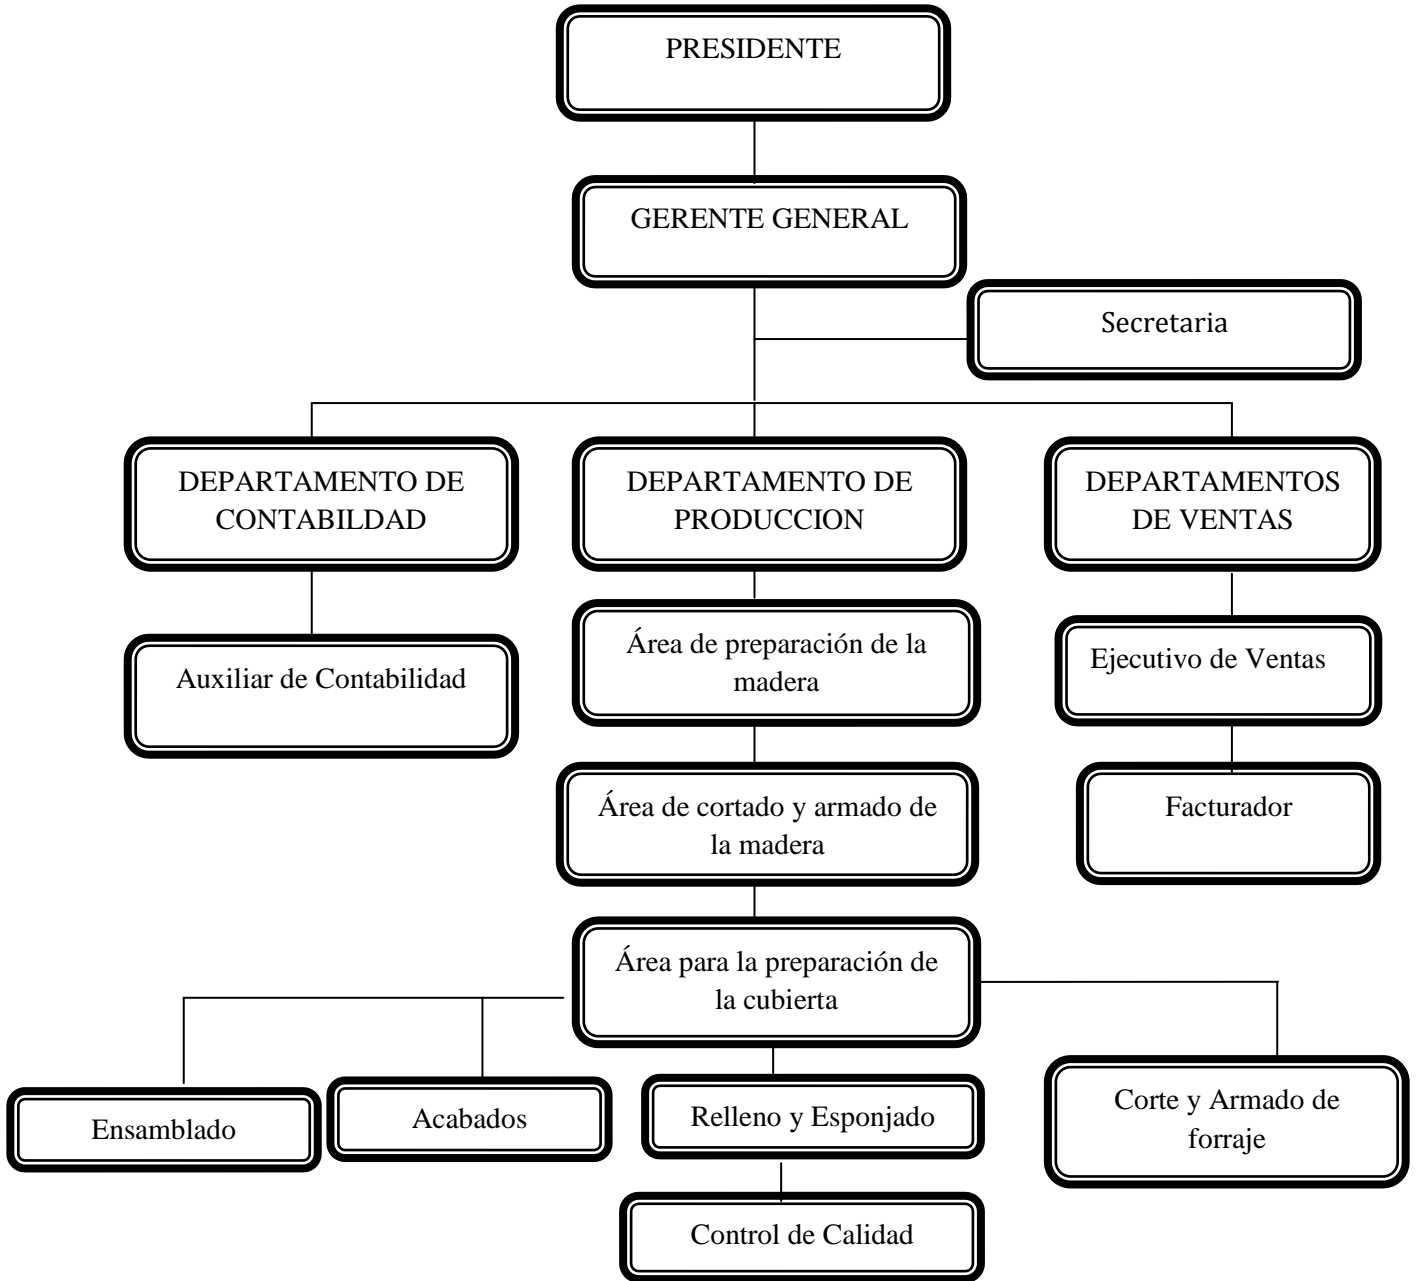 PRESIDENTE
GERENTE GENERAL
Secretaria
DEPARTAMENTO DE
CONTABILDAD
DEPARTAMENTO DE
PRODUCCION
DEPARTAMENTOS
DE VENTAS
Auxiliar de Contabilidad
Área de preparación de la
madera
Ejecutivo de Ventas
Área de cortado y armado de
la madera
Facturador
Área para la preparación de
la cubierta
Ensamblado
Acabados
Relleno y Esponjado
Corte y Armado de
forraje
Control de Calidad